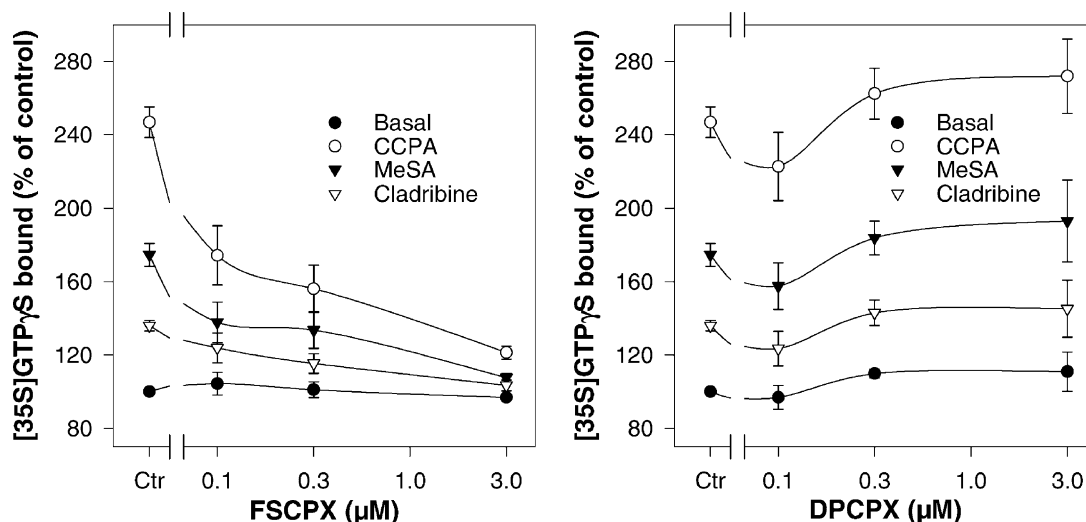 [35S]GTPγS bound (% of control)
280
240
200
160
120
80
Basal
CCPA
MeSA
Cladribine
Ctr 0.1 0.3 1.0 3.0
FSCPX (µM)
[35S]GTPγS bound (% of control)
280
240
200
160
120
80
Basal
CCPA
MeSA
Cladribine
Ctr 0.1 0.3 1.0 3.0
DPCPX (µM)